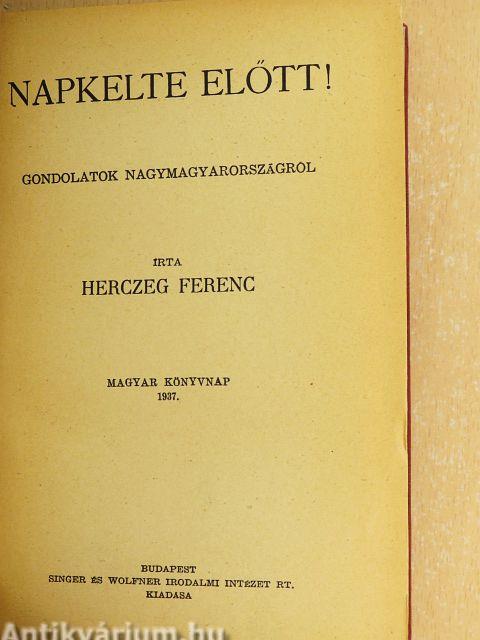 NAPKELTE ELŐTT!
GONDOLATOK NAGYMAGYARORSZÁGRÓL
ÍRTA
HERCZEG FERENC
MAGYAR KÖNYVNAP
1937.
BUDAPEST
SINGER ÉS WOLFNER IRODALMI INTÉZET RT.
KIADÁSA
Antikvárium.hu